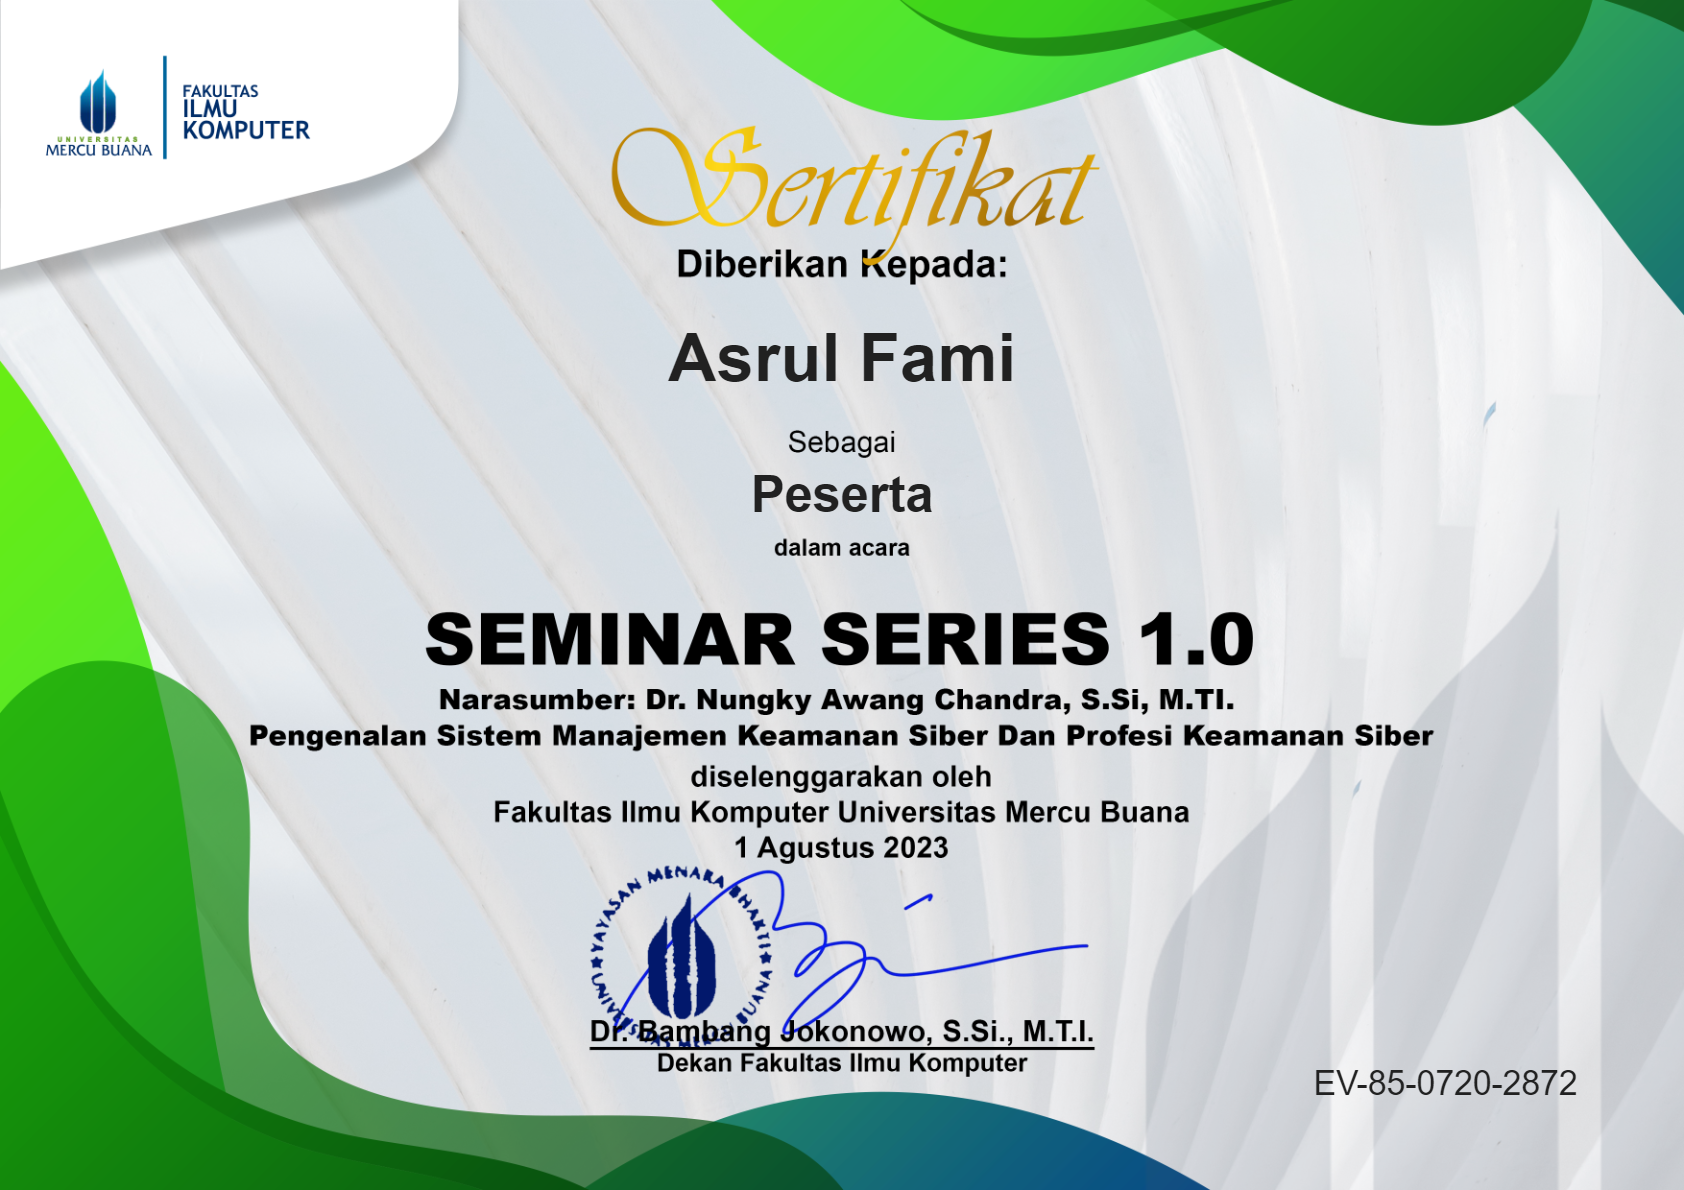 UNIVERSITAS
MERCU BUANA
FAKULTAS
ILMU
KOMPUTER
Sertifikat
Diberikan Kepada:
Asrul Fami
Sebagai
Peserta
dalam acara
SEMINAR SERIES 1.0
Narasumber: Dr. Nungky Awang Chandra, S.Si, M.TI.
Pengenalan Sistem Manajemen Keamanan Siber Dan Profesi Keamanan Siber
diselenggarakan oleh
Fakultas Ilmu Komputer Universitas Mercu Buana
1 Agustus 2023
YAYASAN MENARA BHAKTI
UNIVERSITAS MERCU BUANA
Dr. Bambang Jokonowo, S.Si., M.T.I.
Dekan Fakultas Ilmu Komputer
EV-85-0720-2872